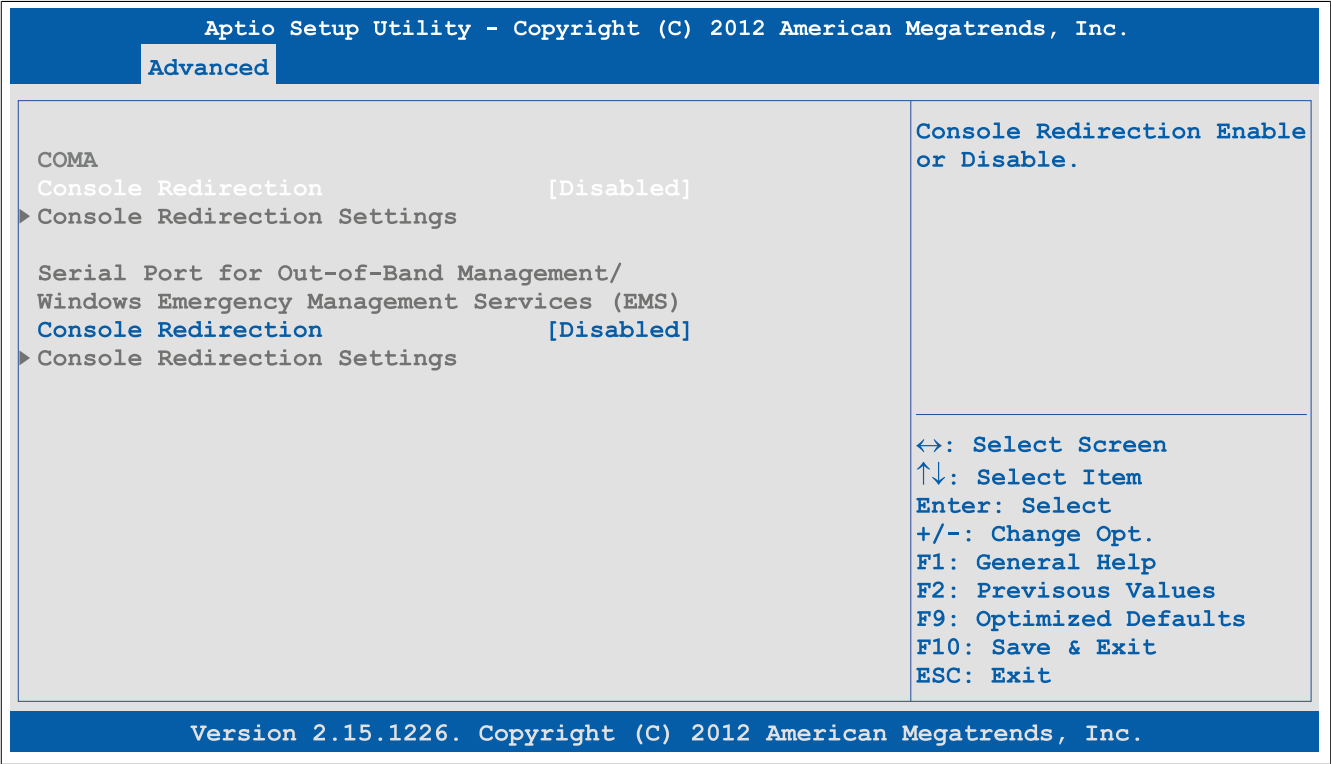 Aptio Setup Utility - Copyright (C) 2012 American Megatrends, Inc.
Advanced
COMA
Console Redirection [Disabled]
Console Redirection Settings
Serial Port for Out-of-Band Management/
Windows Emergency Management Services (EMS)
Console Redirection [Disabled]
Console Redirection Settings
Console Redirection Enable
or Disable.
↔: Select Screen
↑↓: Select Item
Enter: Select
+/-: Change Opt.
F1: General Help
F2: Previsous Values
F9: Optimized Defaults
F10: Save & Exit
ESC: Exit
Version 2.15.1226. Copyright (C) 2012 American Megatrends, Inc.